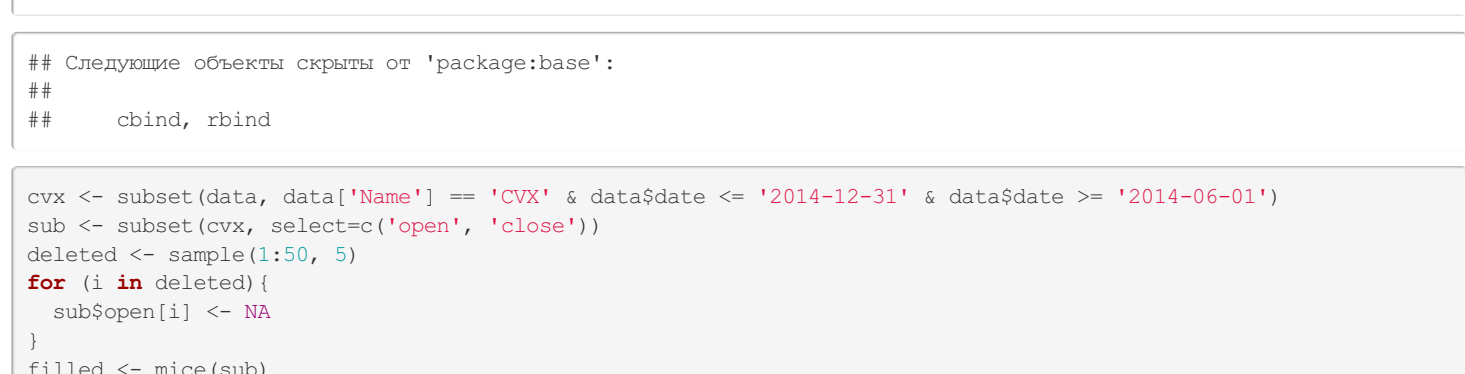 ## Следующие объекты скрыты от 'package:base':
##
##     cbind, rbind
cvx <- subset(data, data['Name'] == 'CVX' & data$date <= '2014-12-31' & data$date >= '2014-06-01')
sub <- subset(cvx, select=c('open', 'close'))
deleted <- sample(1:50, 5)
for (i in deleted){
  sub$open[i] <- NA
}
filled <- mice(sub)